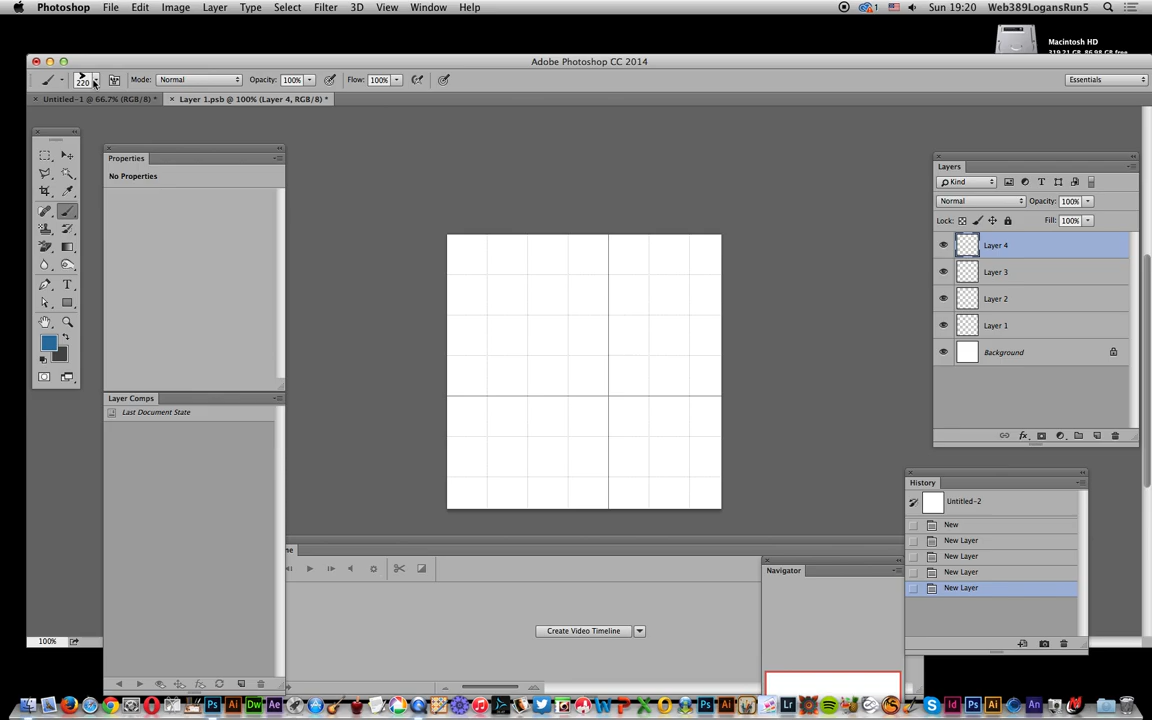 Photoshop File Edit Image Layer Type Select Filter 3D View Window Help 1 Sun 19:20 Web389LogansRun5
Macintosh HD
Adobe Photoshop CC 2014
220 Mode: Normal Opacity: 100% Flow: 100% Essentials
Untitled-1 @ 66.7% (RGB/8) * Layer 1.psb @ 100% (Layer 4, RGB/8) *
Properties
No Properties
Layers
Kind
Normal Opacity: 100%
Lock: Fill: 100%
Layer 4
Layer 3
Layer 2
Layer 1
Background
Layer Comps
Last Document State
History
Untitled-2
New
New Layer
New Layer
New Layer
New Layer
Navigator
Create Video Timeline
100%